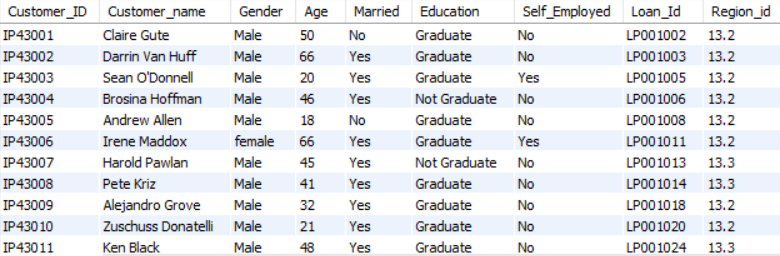 Customer_ID Customer_name Gender Age Married Education Self_Employed Loan_Id Region_id
IP43001 Claire Gute Male 50 No Graduate No LP001002 13.2
IP43002 Darrin Van Huff Male 66 Yes Graduate No LP001003 13.2
IP43003 Sean O'Donnell Male 20 Yes Graduate Yes LP001005 13.2
IP43004 Brosina Hoffman Male 46 Yes Not Graduate No LP001006 13.2
IP43005 Andrew Allen Male 18 No Graduate No LP001008 13.2
IP43006 Irene Maddox female 66 Yes Graduate Yes LP001011 13.2
IP43007 Harold Pawlan Male 45 Yes Not Graduate No LP001013 13.3
IP43008 Pete Kriz Male 41 Yes Graduate No LP001014 13.3
IP43009 Alejandro Grove Male 32 Yes Graduate No LP001018 13.2
IP43010 Zuschuss Donatelli Male 21 Yes Graduate No LP001020 13.2
IP43011 Ken Black Male 48 Yes Graduate No LP001024 13.3